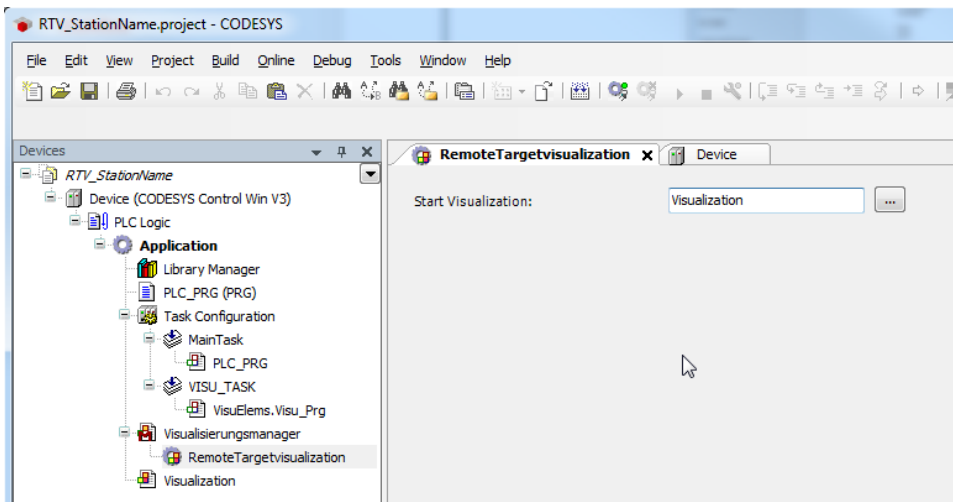 RTV_StationName.project - CODESYS
File Edit View Project Build Online Debug Tools Window Help
Devices
RTV_StationName
Device (CODESYS Control Win V3)
PLC Logic
Application
Library Manager
PLC_PRG (PRG)
Task Configuration
MainTask
PLC_PRG
VISU_TASK
VisuElems.Visu_Prg
Visualisierungsmanager
RemoteTargetvisualization
Visualization
RemoteTargetvisualization Device
Start Visualization: Visualization ...